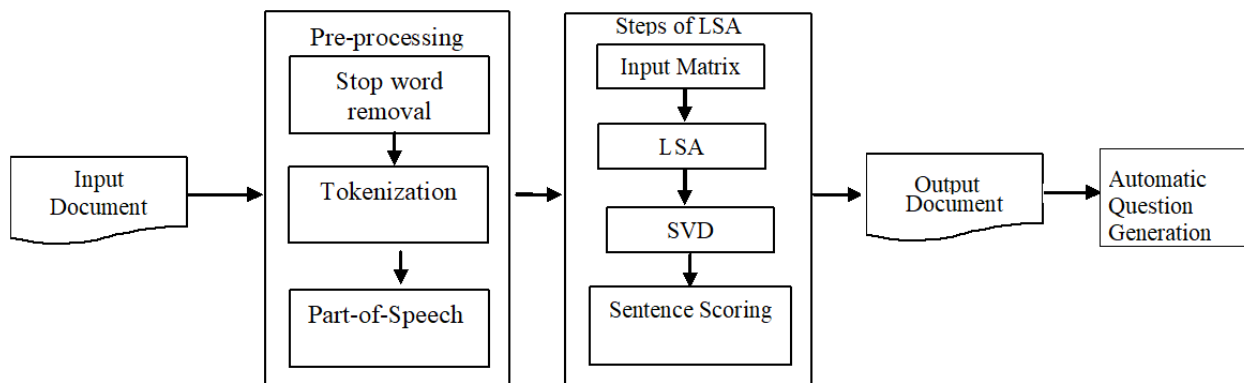 Input
Document
Pre-processing
Stop word
removal
Tokenization
Part-of-Speech
Steps of LSA
Input Matrix
LSA
SVD
Sentence Scoring
Output
Document
Automatic
Question
Generation